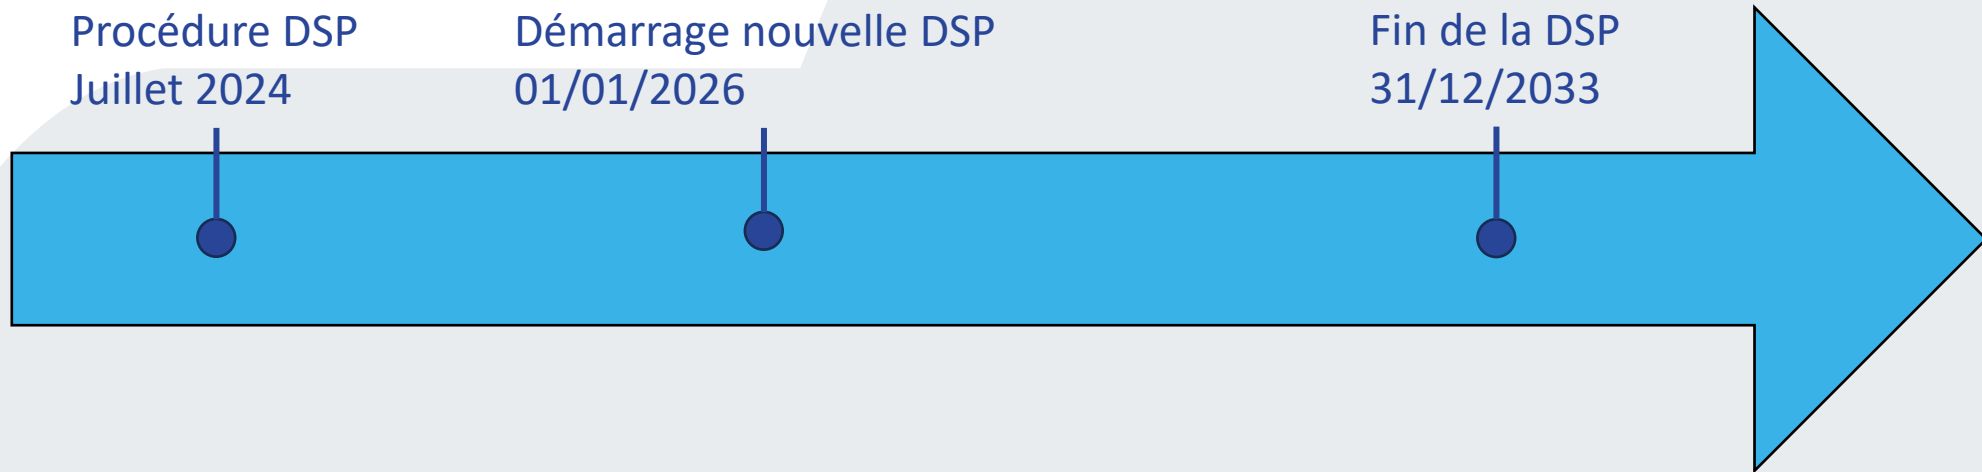 Procédure DSP
Juillet 2024
Démarrage nouvelle DSP
01/01/2026
Fin de la DSP
31/12/2033